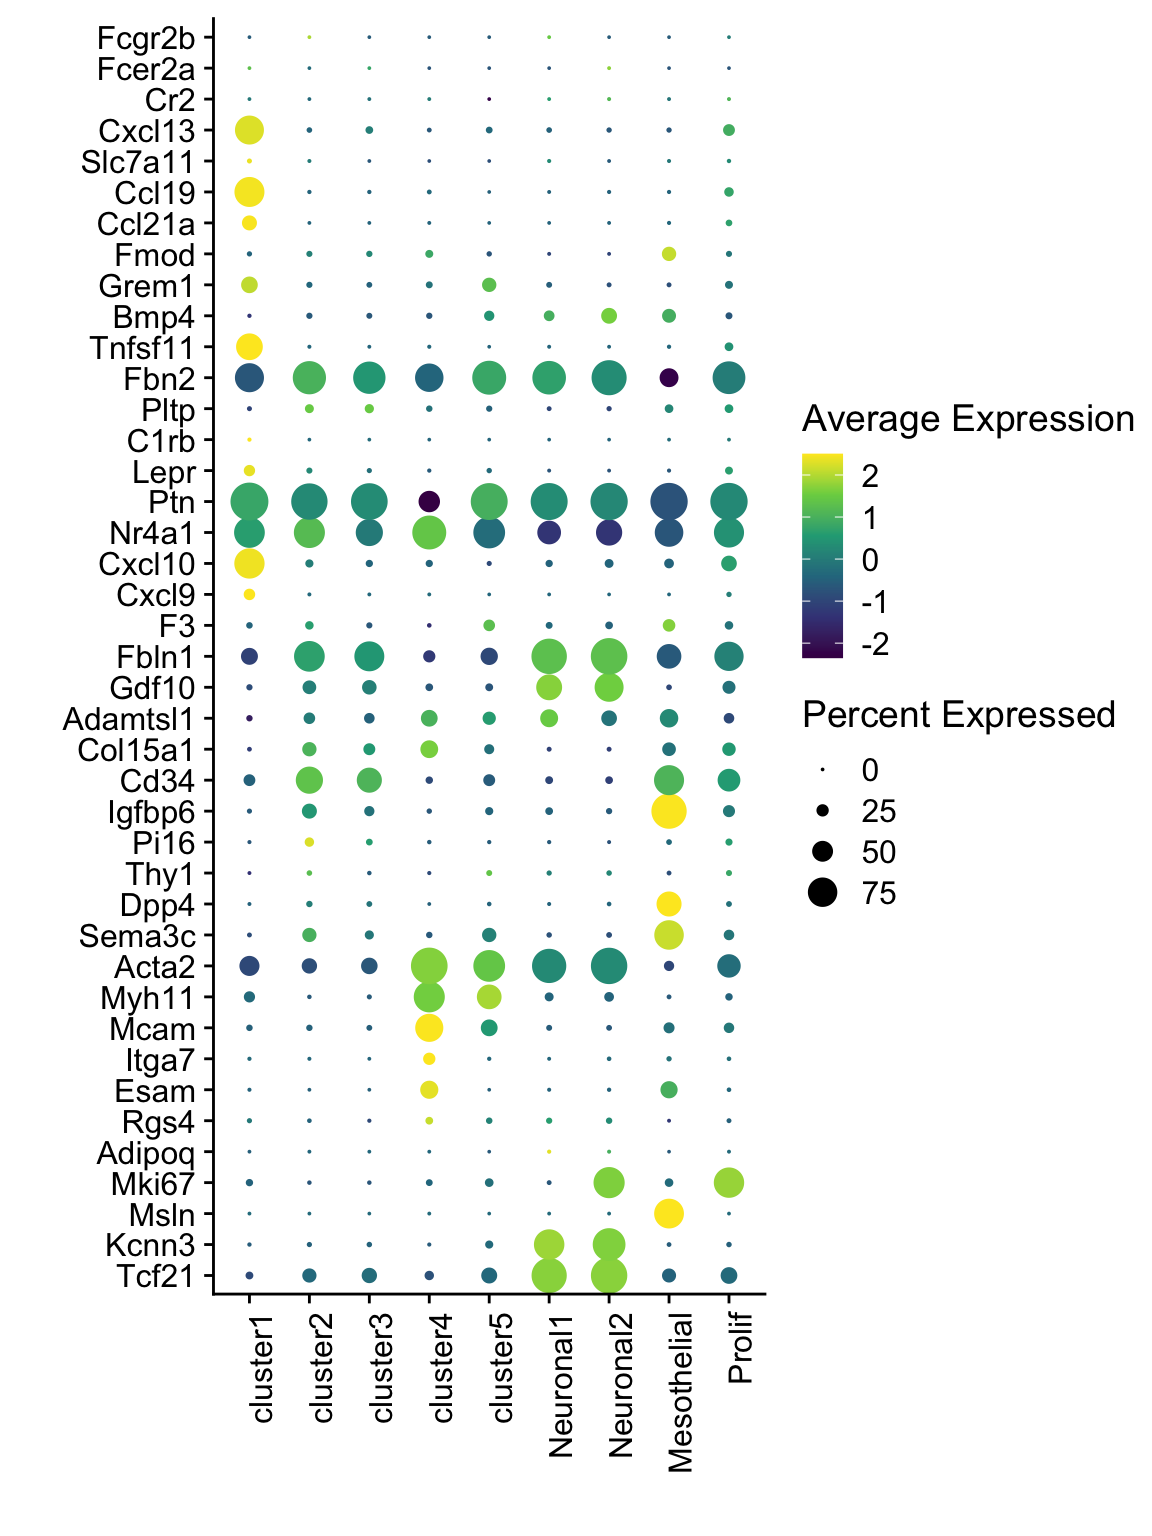 Fcgr2b
Fcer2a
Cr2
Cxcl13
Slc7a11
Ccl19
Ccl21a
Fmod
Grem1
Bmp4
Tnfsf11
Fbn2
Pltp
C1rb
Lepr
Ptn
Nr4a1
Cxcl10
Cxcl9
F3
Fbln1
Gdf10
Adamtsl1
Col15a1
Cd34
Igfbp6
Pi16
Thy1
Dpp4
Sema3c
Acta2
Myh11
Mcam
Itga7
Esam
Rgs4
Adipoq
Mki67
Msln
Kcnn3
Tcf21
cluster1
cluster2
cluster3
cluster4
cluster5
Neuronal1
Neuronal2
Mesothelial
Prolif
Average Expression
2
1
0
-1
-2
Percent Expressed
0
25
50
75